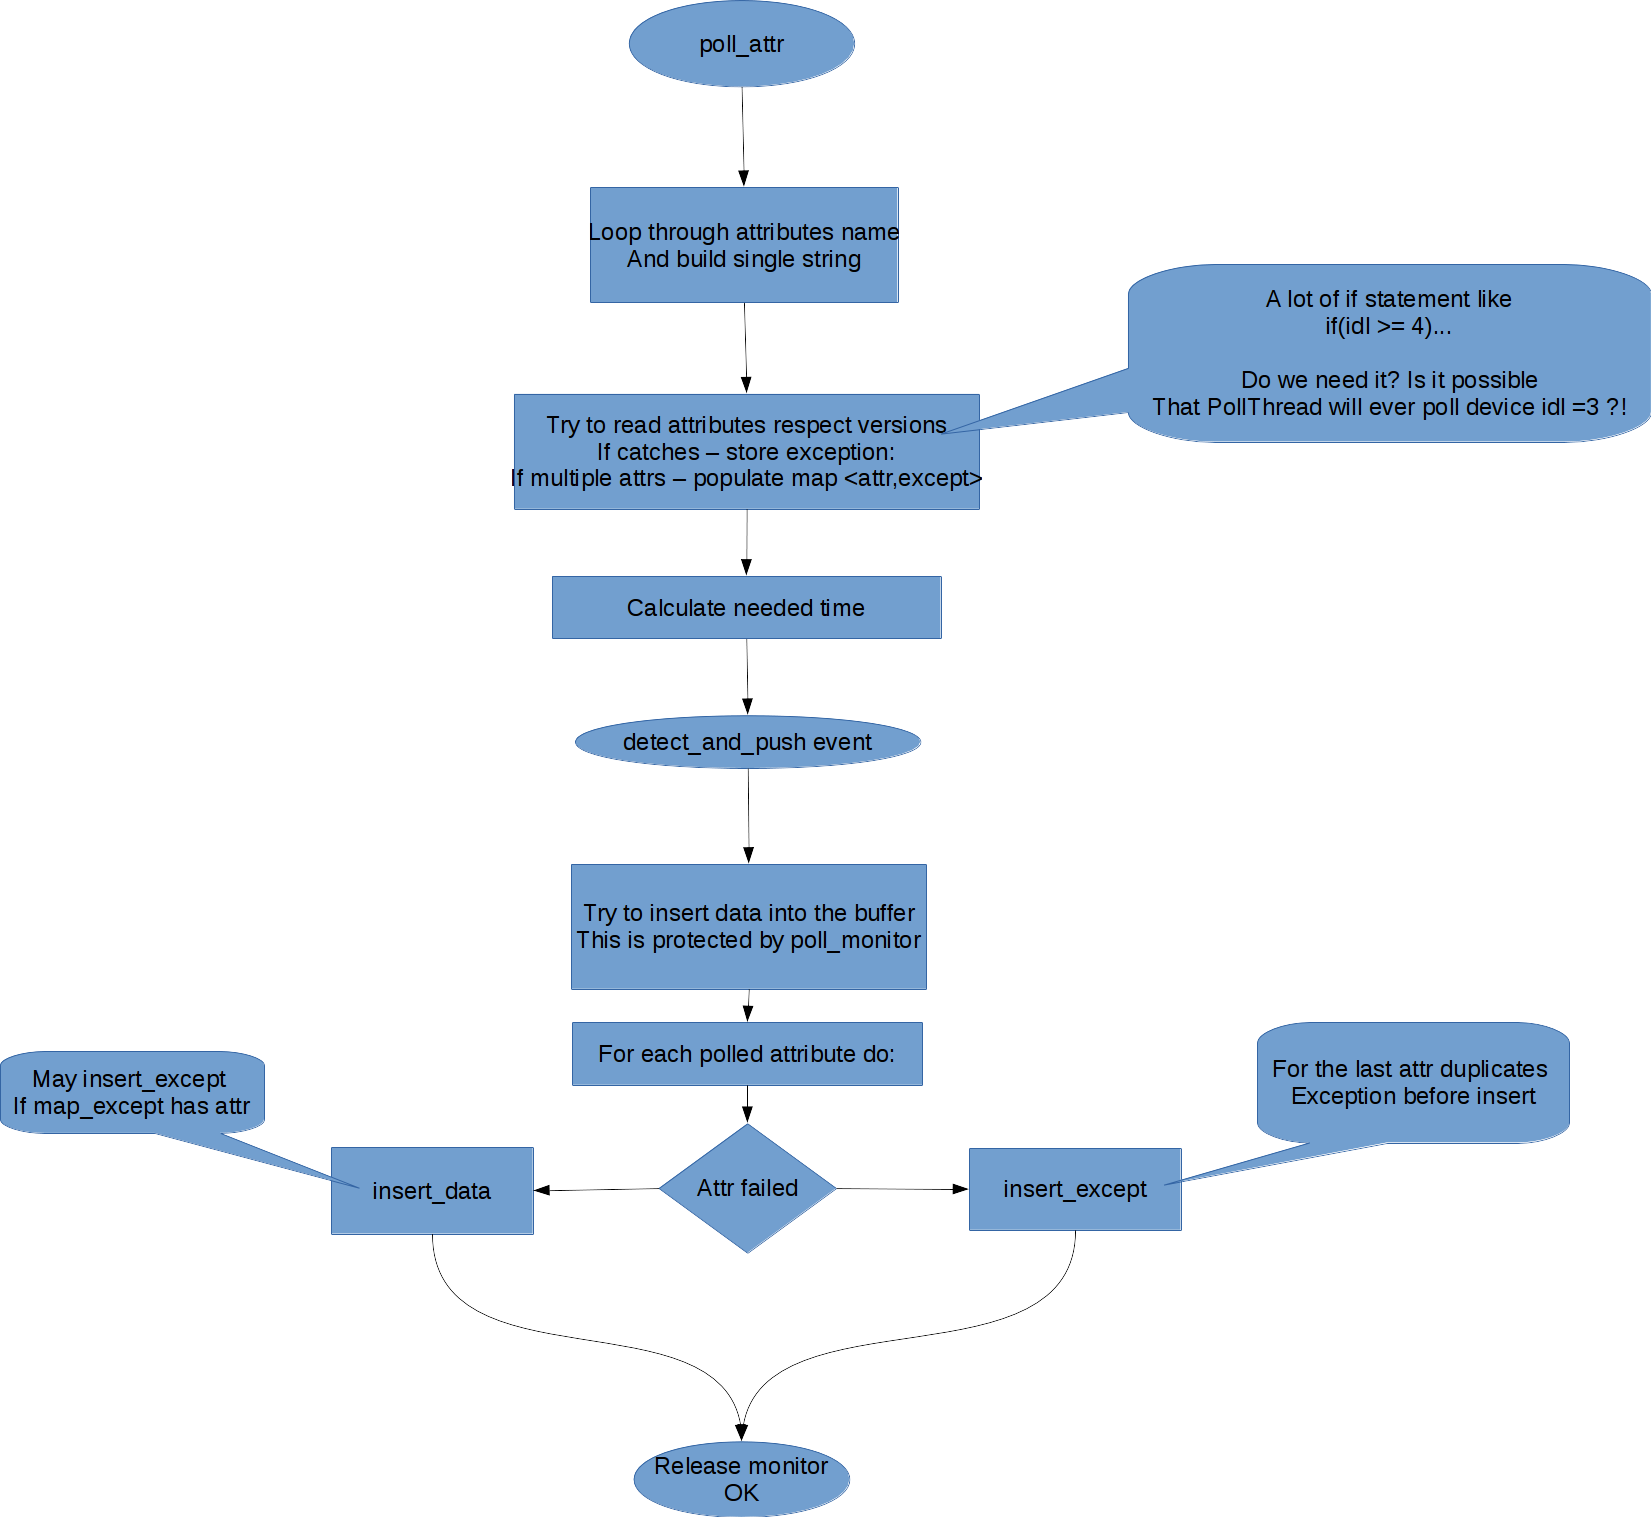 poll_attr
Loop through attributes name
And build single string
A lot of if statement like
if(idl >= 4)...
Do we need it? Is it possible
That PollThread will ever poll device idl =3 ?!
Try to read attributes respect versions
If catches – store exception:
If multiple attrs – populate map <attr,except>
Calculate needed time
detect_and_push event
Try to insert data into the buffer
This is protected by poll_monitor
For each polled attribute do:
May insert_except
If map_except has attr
For the last attr duplicates
Exception before insert
insert_data
Attr failed
insert_except
Release monitor
OK